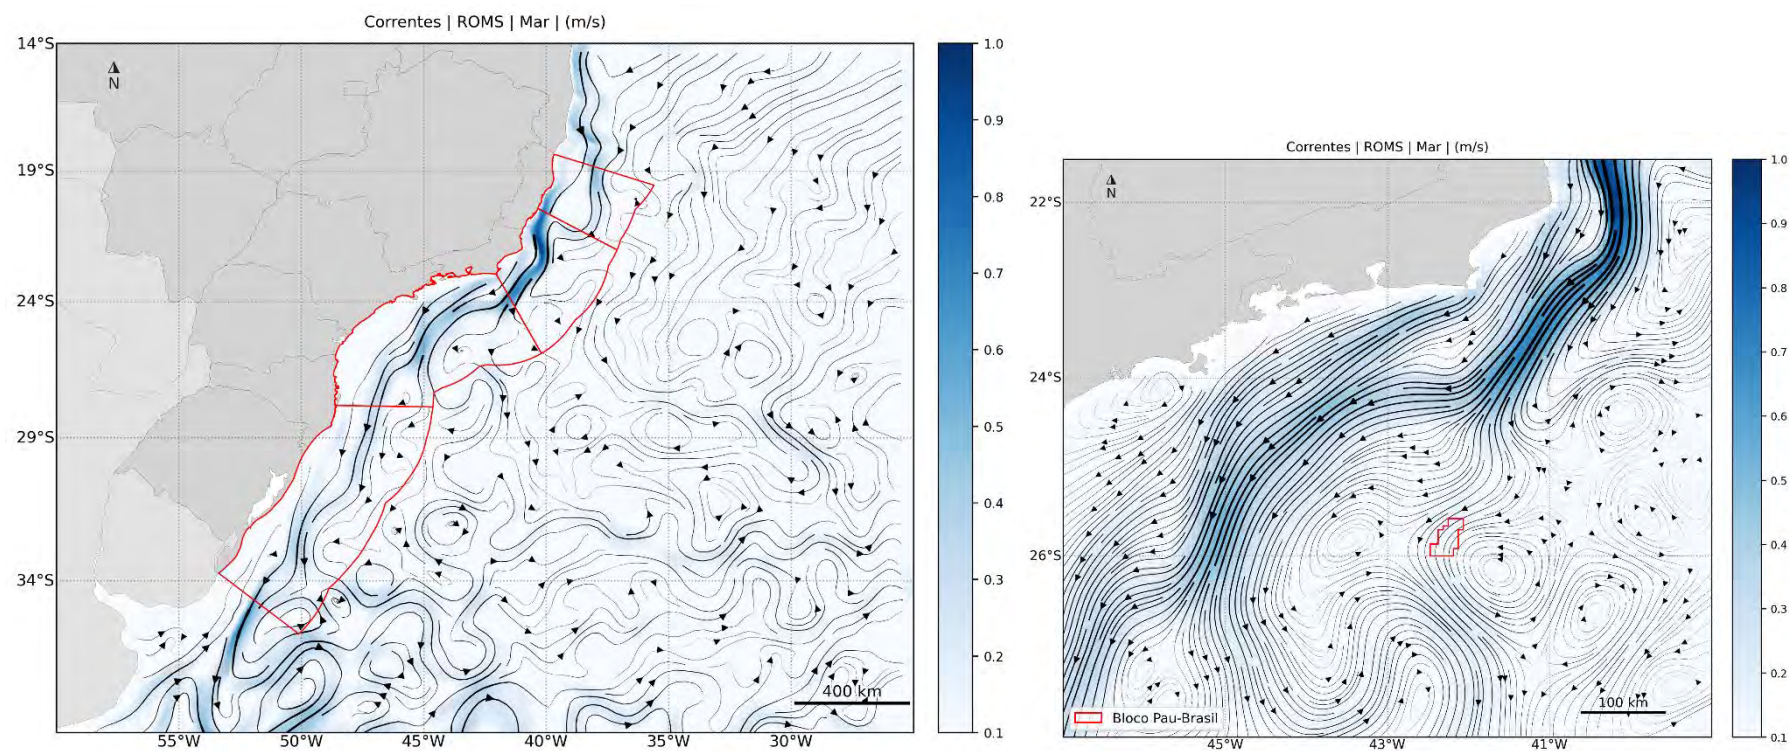 Correntes | ROMS | Mar | (m/s)
14°S
19°S
24°S
29°S
34°S
N
400 km
55°W 50°W 45°W 40°W 35°W 30°W
1.0
0.9
0.8
0.7
0.6
0.5
0.4
0.3
0.2
0.1
Correntes | ROMS | Mar | (m/s)
22°S
24°S
26°S
N
100 km
Bloco Pau-Brasil
45°W 43°W 41°W
1.0
0.9
0.8
0.7
0.6
0.5
0.4
0.3
0.2
0.1